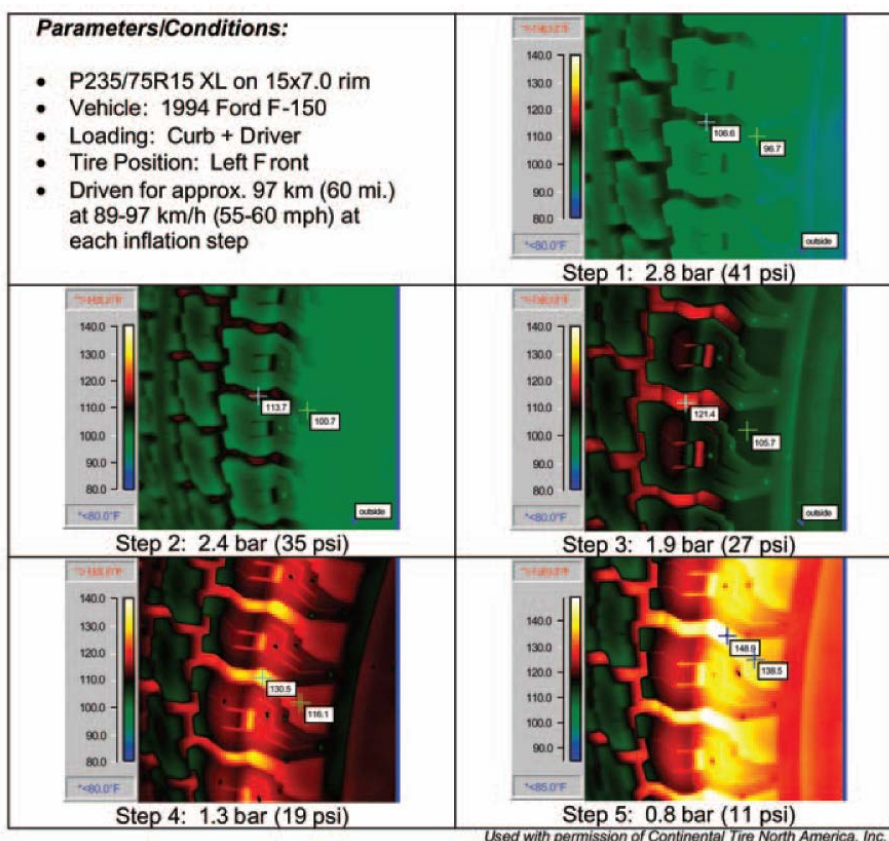 Parameters/Conditions:
• P235/75R15 XL on 15x7.0 rim
• Vehicle: 1994 Ford F-150
• Loading: Curb + Driver
• Tire Position: Left Front
• Driven for approx. 97 km (60 mi.)
at 89-97 km/h (55-60 mph) at
each inflation step
140.0
130.0
120.0
110.0
100.0
90.0
80.0
*<80.0°F
106.6
96.7
outside
Step 1: 2.8 bar (41 psi)
140.0
130.0
120.0
110.0
100.0
90.0
80.0
*<80.0°F
113.7
100.7
outside
Step 2: 2.4 bar (35 psi)
140.0
130.0
120.0
110.0
100.0
90.0
80.0
*<80.0°F
121.4
105.7
outside
Step 3: 1.9 bar (27 psi)
140.0
130.0
120.0
110.0
100.0
90.0
80.0
*<80.0°F
130.5
116.1
Step 4: 1.3 bar (19 psi)
140.0
130.0
120.0
110.0
100.0
90.0
*<85.0°F
148.9
138.5
Step 5: 0.8 bar (11 psi)
Used with permission of Continental Tire North America, Inc.